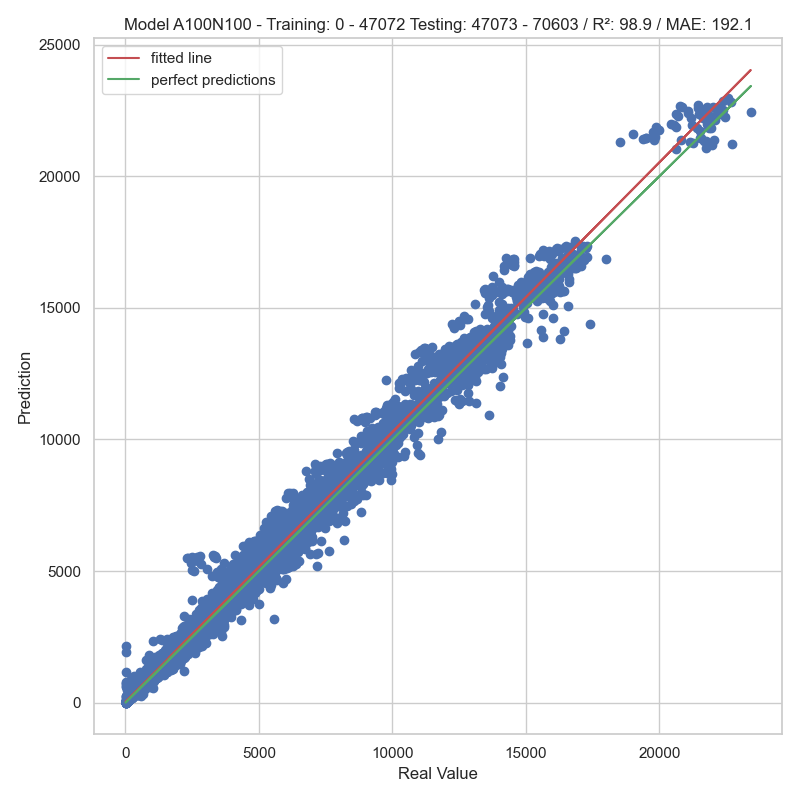 Model A100N100 - Training: 0 - 47072 Testing: 47073 - 70603 / R²: 98.9 / MAE: 192.1
fitted line
perfect predictions
25000
20000
15000
10000
5000
0
Prediction
0 5000 10000 15000 20000
Real Value